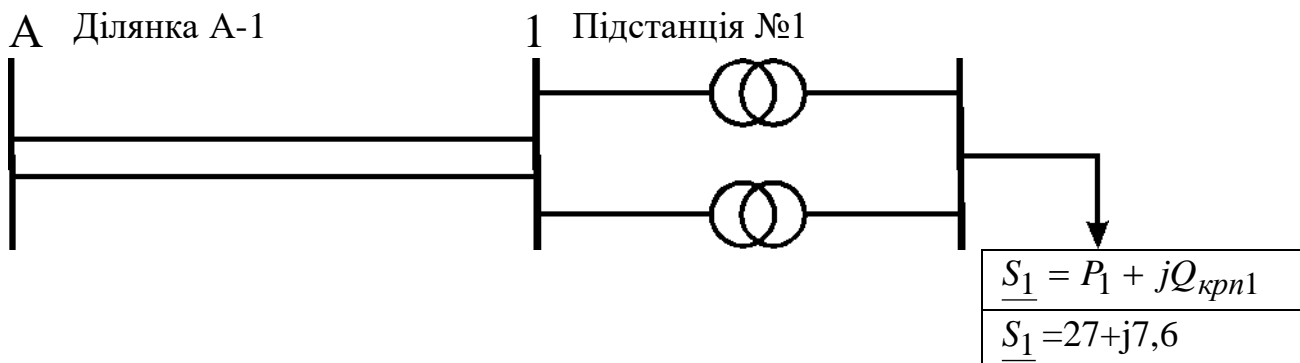 А Ділянка А-1 1 Підстанція №1
S1 = P1 + jQкрп1
S1 =27+j7,6